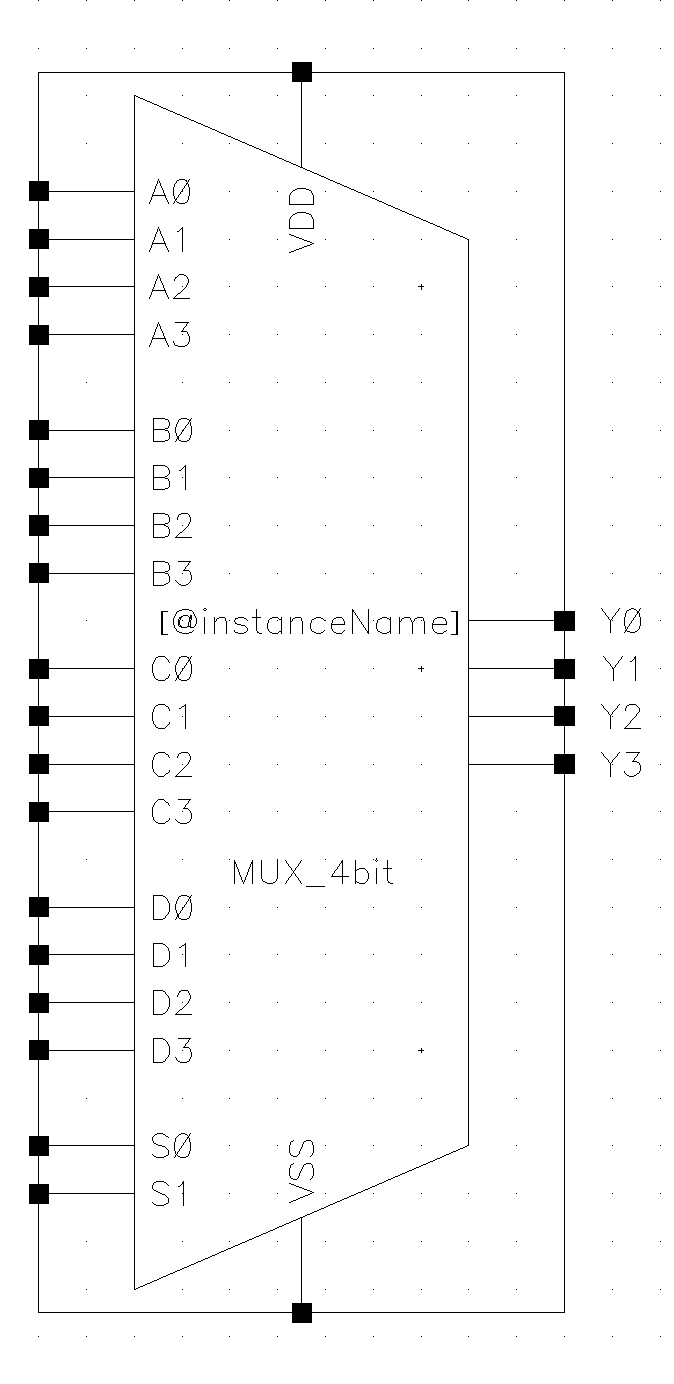 VDD
A0
A1
A2
A3
B0
B1
B2
B3
[@instanceName]
Y0
C0
Y1
C1
Y2
C2
Y3
C3
MUX_4bit
D0
D1
D2
D3
S0
S1
VSS